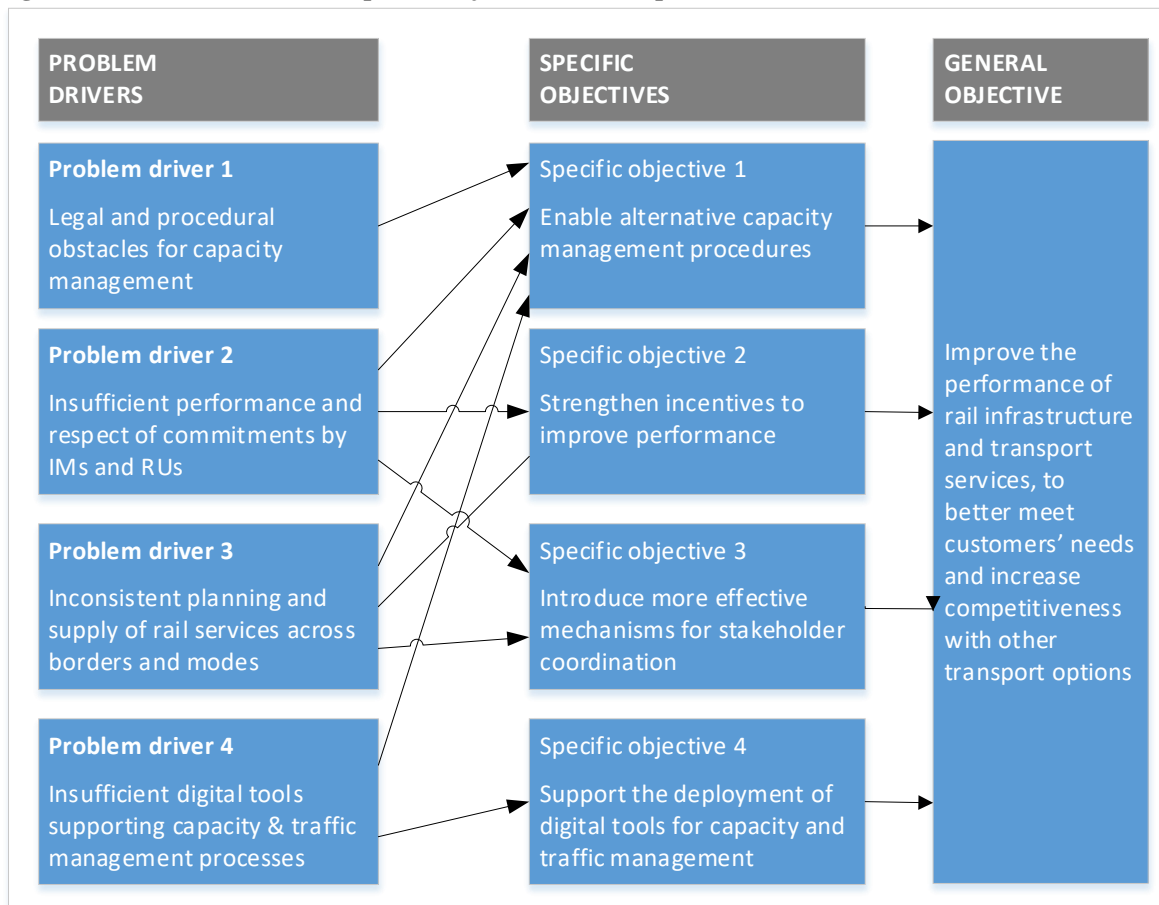 PROBLEM
DRIVERS
SPECIFIC
OBJECTIVES
GENERAL
OBJECTIVE
Problem driver 1
Legal and procedural
obstacles for capacity
management
Problem driver 2
Insufficient performance and
respect of commitments by
IMs and RUs
Problem driver 3
Inconsistent planning and
supply of rail services across
borders and modes
Problem driver 4
Insufficient digital tools
supporting capacity & traffic
management processes
Specific objective 1
Enable alternative capacity
management procedures
Specific objective 2
Strengthen incentives to
improve performance
Specific objective 3
Introduce more effective
mechanisms for stakeholder
coordination
Specific objective 4
Support the deployment of
digital tools for capacity and
traffic management
Improve the
performance of
rail infrastructure
and transport
services, to
better meet
customers’ needs
and increase
competitiveness
with other
transport options